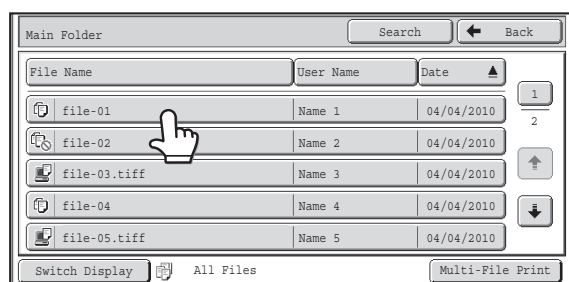 Main Folder Search Back
File Name User Name Date
1
file-01 Name 1 04/04/2010
2
file-02 Name 2 04/04/2010
file-03.tiff Name 3 04/04/2010
file-04 Name 4 04/04/2010
file-05.tiff Name 5 04/04/2010
Switch Display All Files Multi-File Print